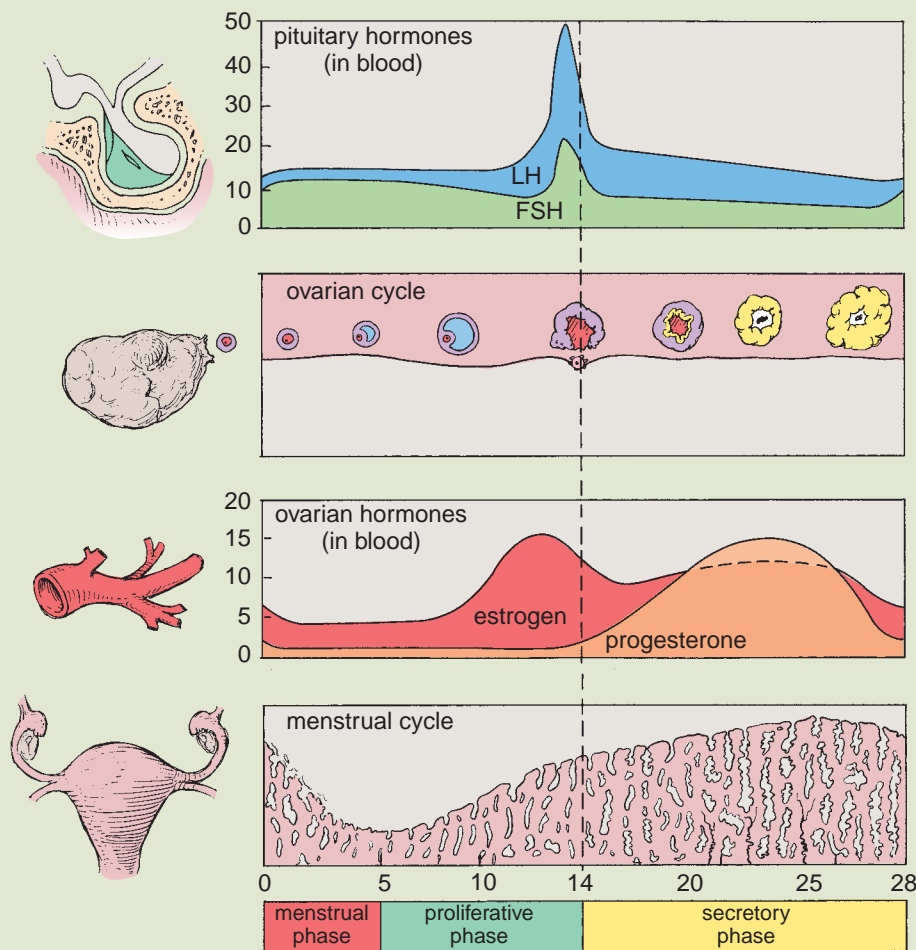 50
pituitary hormones
(in blood)
40
30
20
LH
10
FSH
0
ovarian cycle
20
ovarian hormones
(in blood)
15
10
5
estrogen
progesterone
0
menstrual cycle
0 5 10 14 20 25 28
menstrual
phase
proliferative
phase
secretory
phase